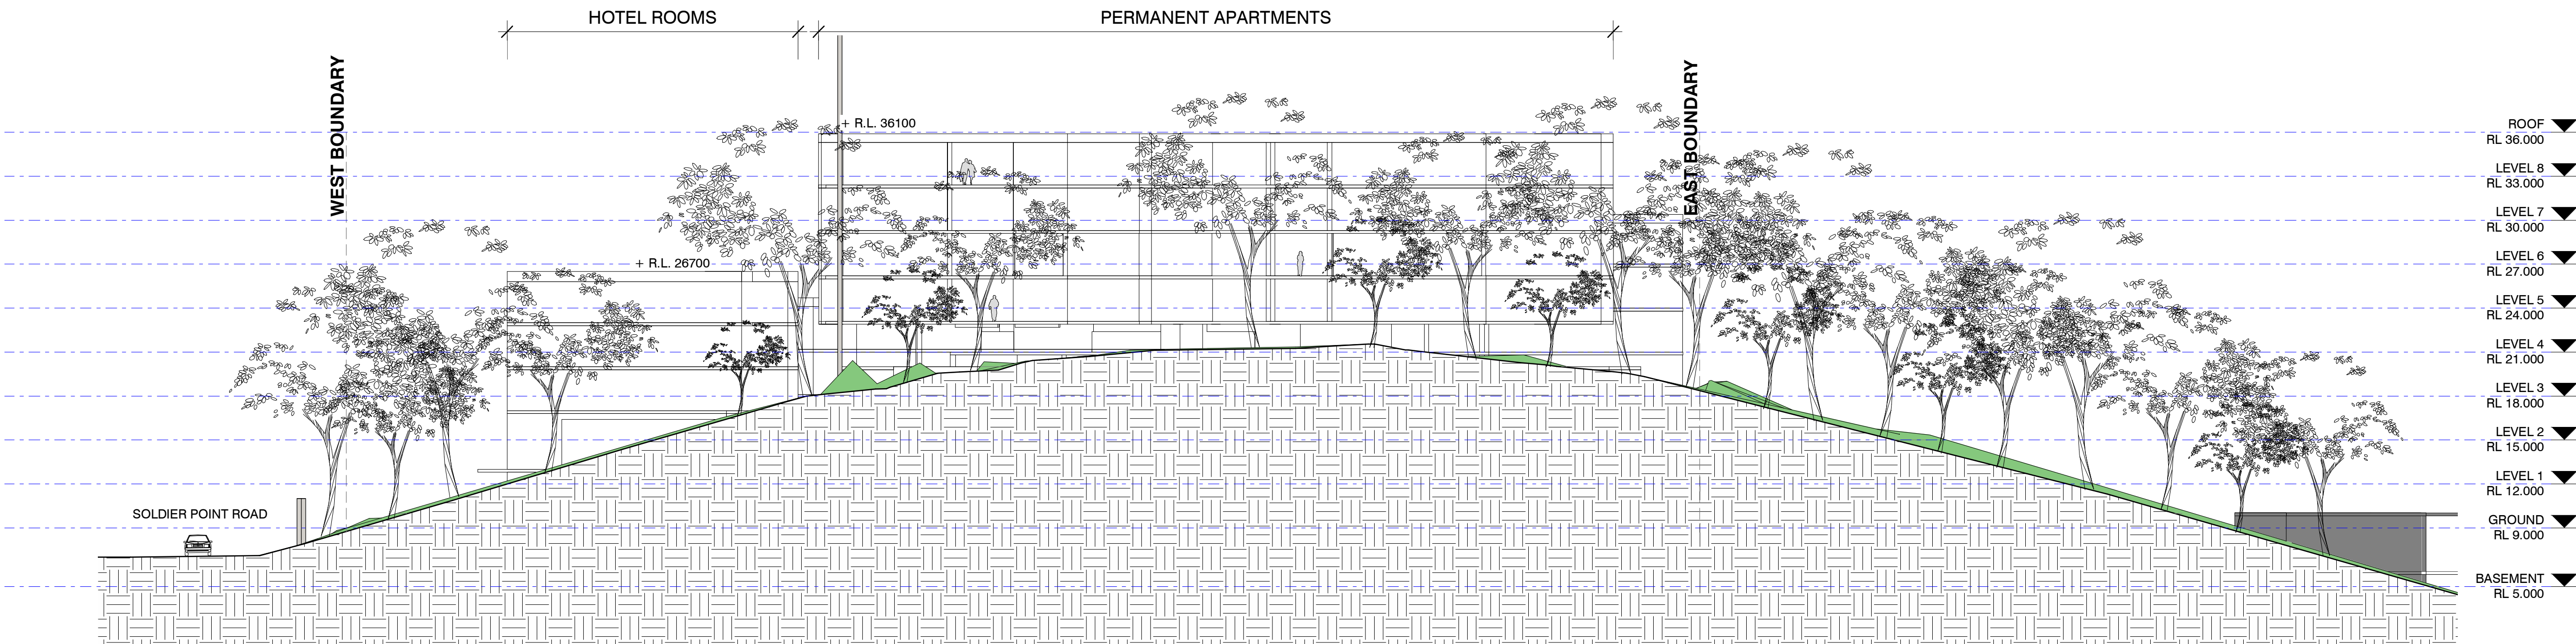 HOTEL ROOMS
PERMANENT APARTMENTS
WEST BOUNDARY
EAST BOUNDARY
+ R.L. 36100
+ R.L. 26700
SOLDIER POINT ROAD
ROOF
RL 36.000
LEVEL 8
RL 33.000
LEVEL 7
RL 30.000
LEVEL 6
RL 27.000
LEVEL 5
RL 24.000
LEVEL 4
RL 21.000
LEVEL 3
RL 18.000
LEVEL 2
RL 15.000
LEVEL 1
RL 12.000
GROUND
RL 9.000
BASEMENT
RL 5.000